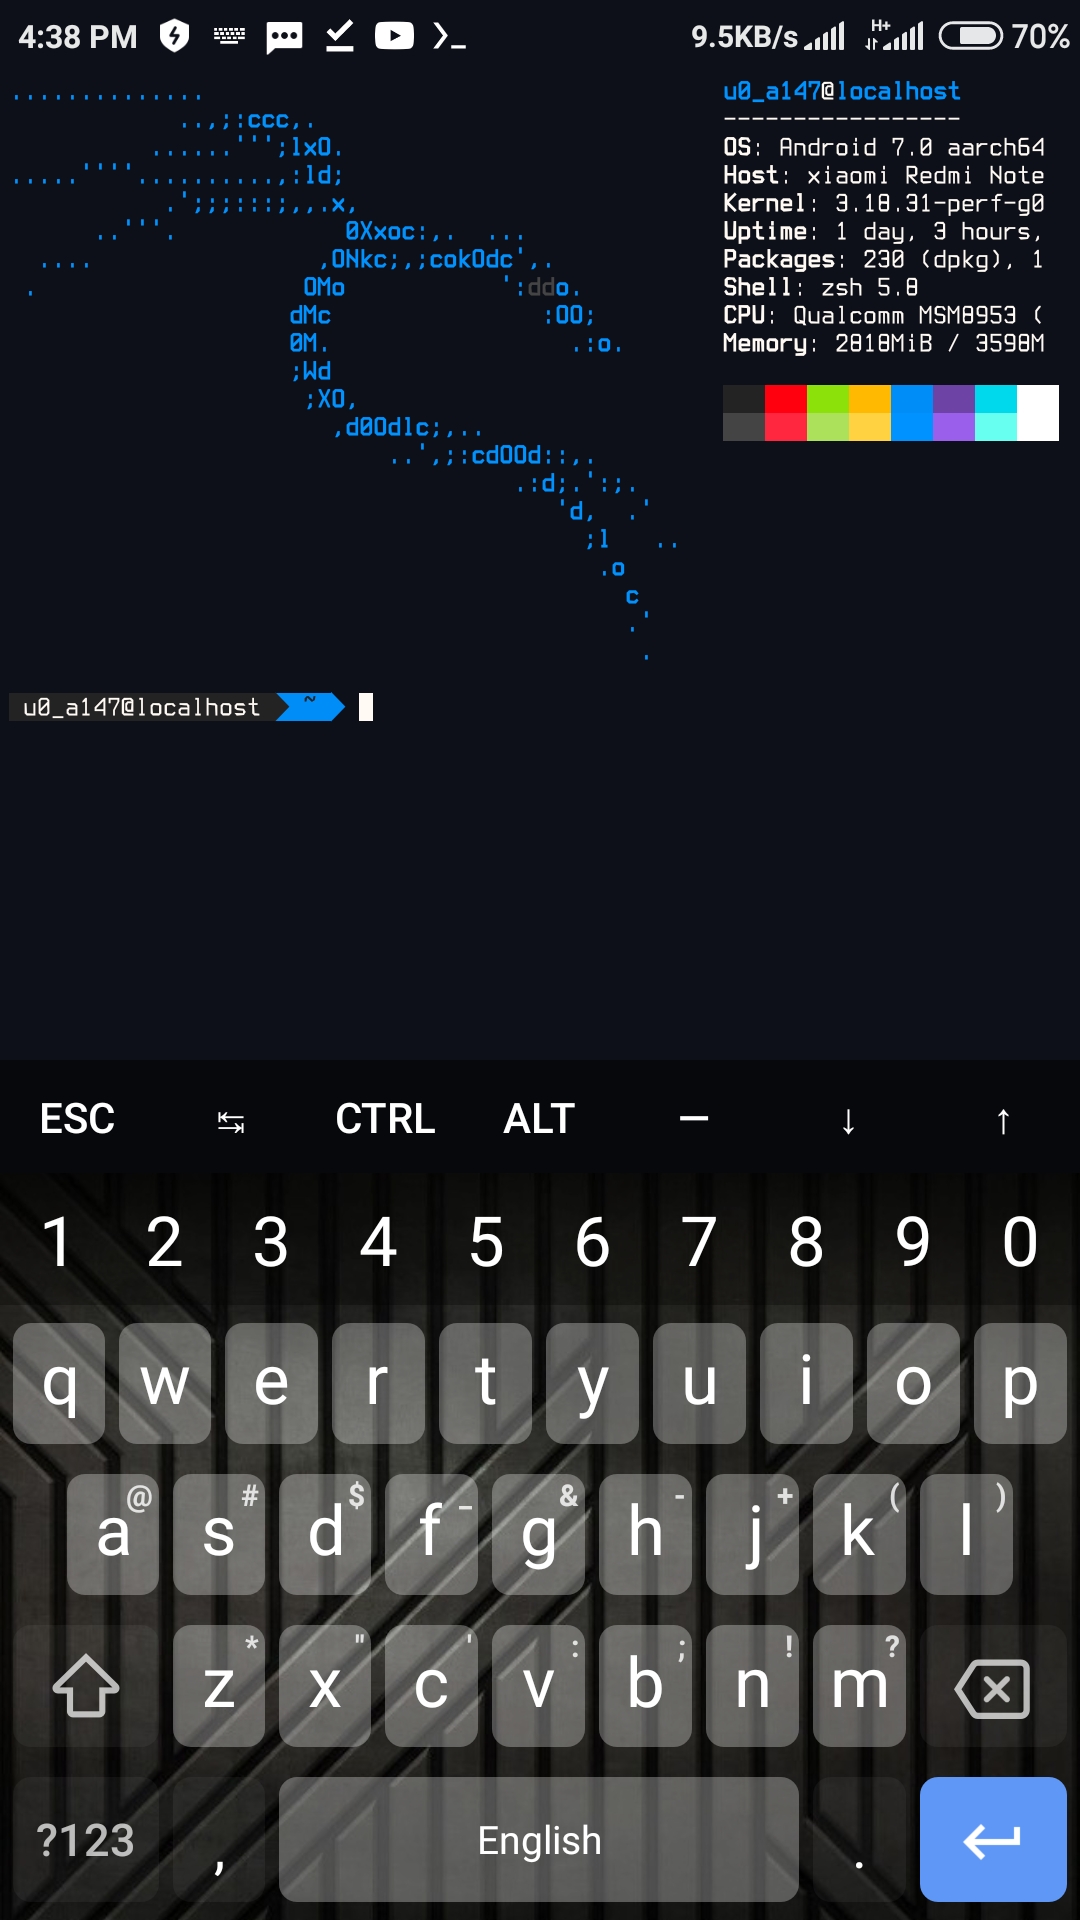 4:38 PM 9.5KB/s H+ 70%
..............
..,;:ccc,.
......''';lxO.
.....''''..........,:ld;
.';;;:::;,,.x,
..'''.            0Xxoc:,.  ...
....                ,ONkc;,;cokOdc',.
.                   OMo           ':ddo.
dMc               :OO;
0M.                 .:o.
;Wd
;XO,
,d0Odlc;,..
..',;:cdOOd::,.
.:d;.':;.
'd,  .'
;l   ..
.o
c
.'
.
u0_a147@localhost
-----------------
OS: Android 7.0 aarch64
Host: xiaomi Redmi Note
Kernel: 3.18.31-perf-g0
Uptime: 1 day, 3 hours,
Packages: 230 (dpkg), 1
Shell: zsh 5.8
CPU: Qualcomm MSM8953 (
Memory: 2818MiB / 3598M
u0_a147@localhost ~
ESC ↹ CTRL ALT — ↓ ↑
1 2 3 4 5 6 7 8 9 0
q w e r t y u i o p
@ # $ _ & - + ( )
a s d f g h j k l
* " ' : ; ! ?
z x c v b n m
?123 , English .